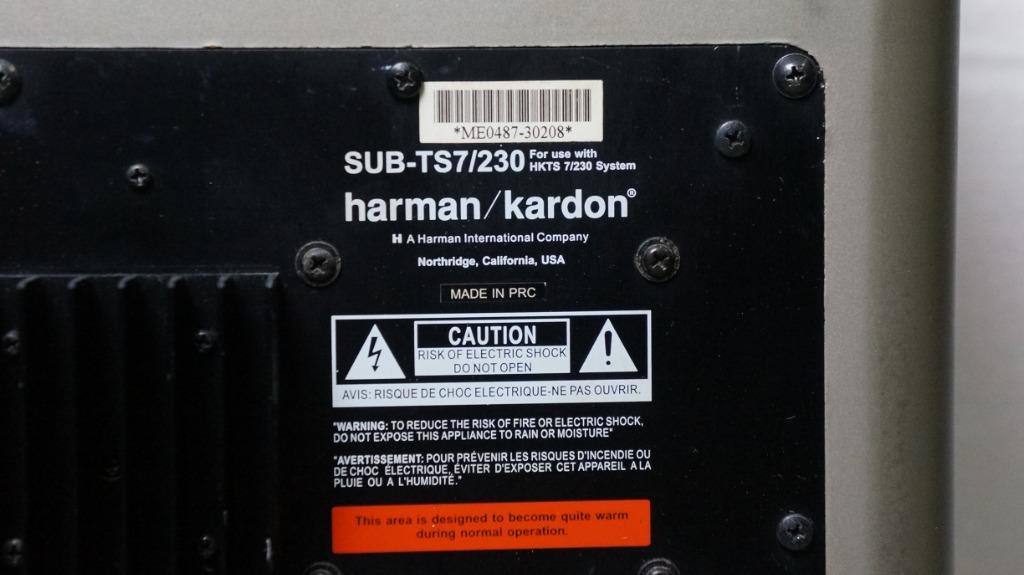 *ME0487-30208*
SUB-TS7/230 For use with
HKTS 7/230 System
harman/kardon®
H A Harman International Company
Northridge, California, USA
MADE IN PRC
CAUTION
RISK OF ELECTRIC SHOCK
DO NOT OPEN
AVIS: RISQUE DE CHOC ELECTRIQUE-NE PAS OUVRIR.
"WARNING: TO REDUCE THE RISK OF FIRE OR ELECTRIC SHOCK,
DO NOT EXPOSE THIS APPLIANCE TO RAIN OR MOISTURE"
"AVERTISSEMENT: POUR PRÉVENIR LES RISQUES D'INCENDIE OU
DE CHOC ÉLECTRIQUE, ÉVITER D'EXPOSER CET APPAREIL A LA
PLUIE OU A L'HUMIDITÉ."
This area is designed to become quite warm
during normal operation.